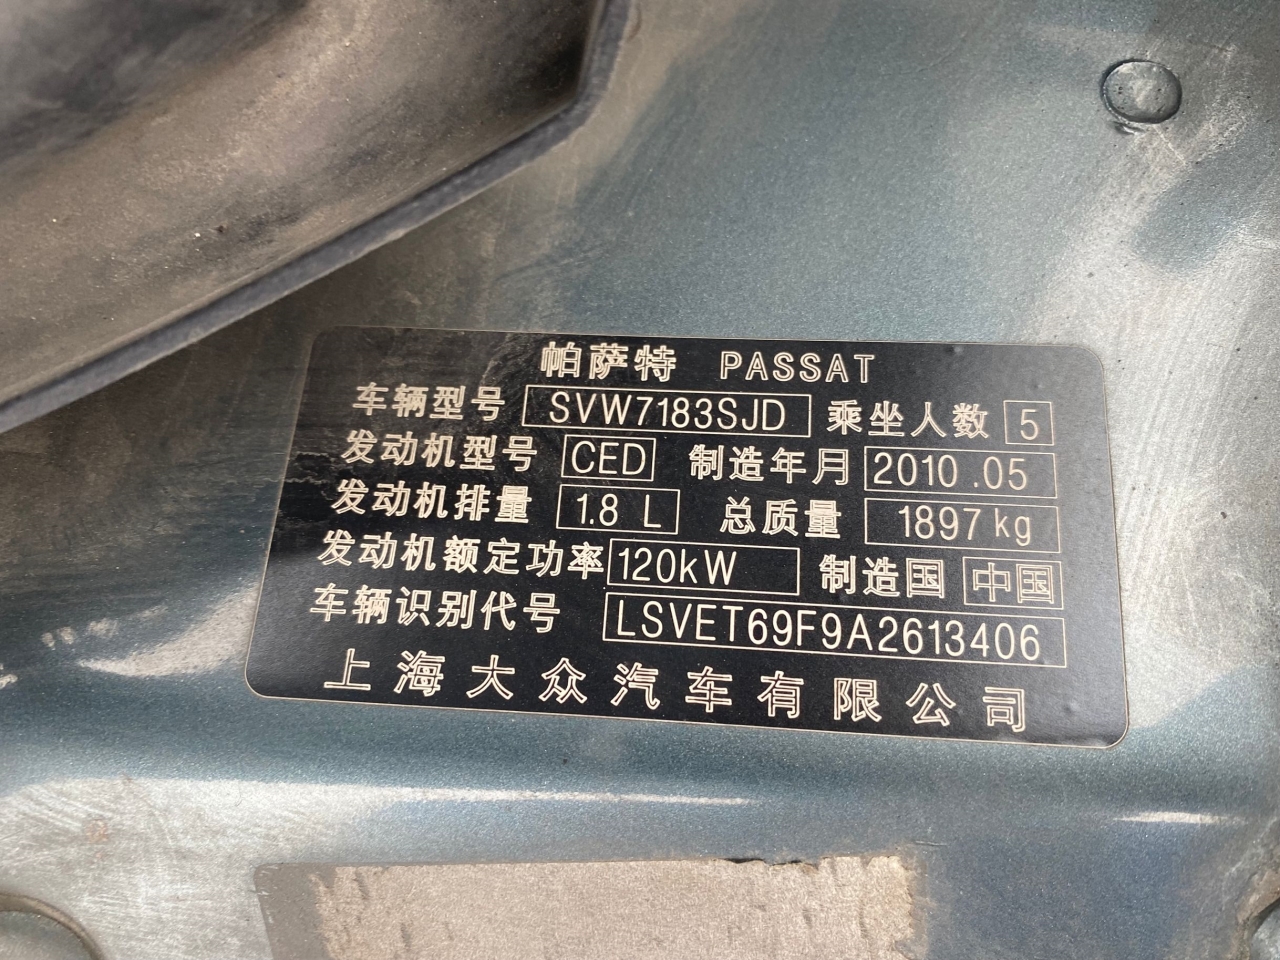 帕萨特 PASSAT
车辆型号 SVW7183SJD 乘坐人数 5
发动机型号 CED 制造年月 2010.05
发动机排量 1.8 L 总质量 1897kg
发动机额定功率 120kW 制造国 中国
车辆识别代号 LSVET69F9A2613406
上海大众汽车有限公司